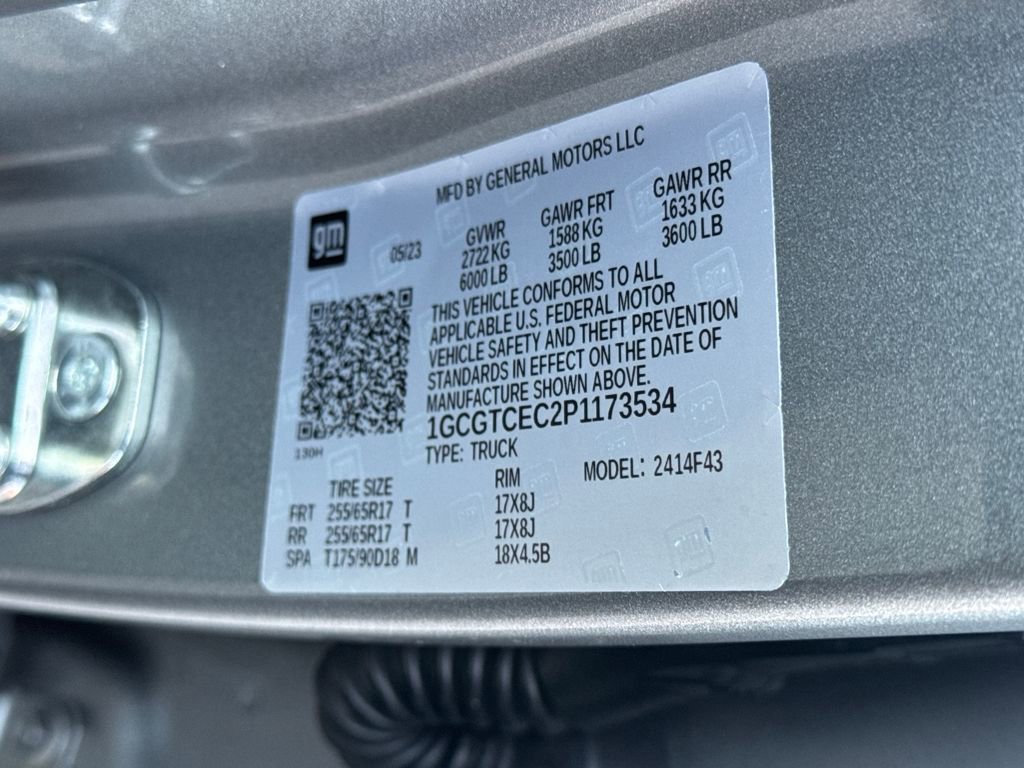 MFD BY GENERAL MOTORS LLC
gm
05/23
GVWR GAWR FRT GAWR RR
2722 KG 1588 KG 1633 KG
6000 LB 3500 LB 3600 LB
THIS VEHICLE CONFORMS TO ALL
APPLICABLE U.S. FEDERAL MOTOR
VEHICLE SAFETY AND THEFT PREVENTION
STANDARDS IN EFFECT ON THE DATE OF
MANUFACTURE SHOWN ABOVE.
1GCGTCEC2P1173534
130H
TYPE: TRUCK
MODEL: 2414F43
TIRE SIZE RIM
FRT 255/65R17 T 17X8J
RR 255/65R17 T 17X8J
SPA T175/90D18 M 18X4.5B